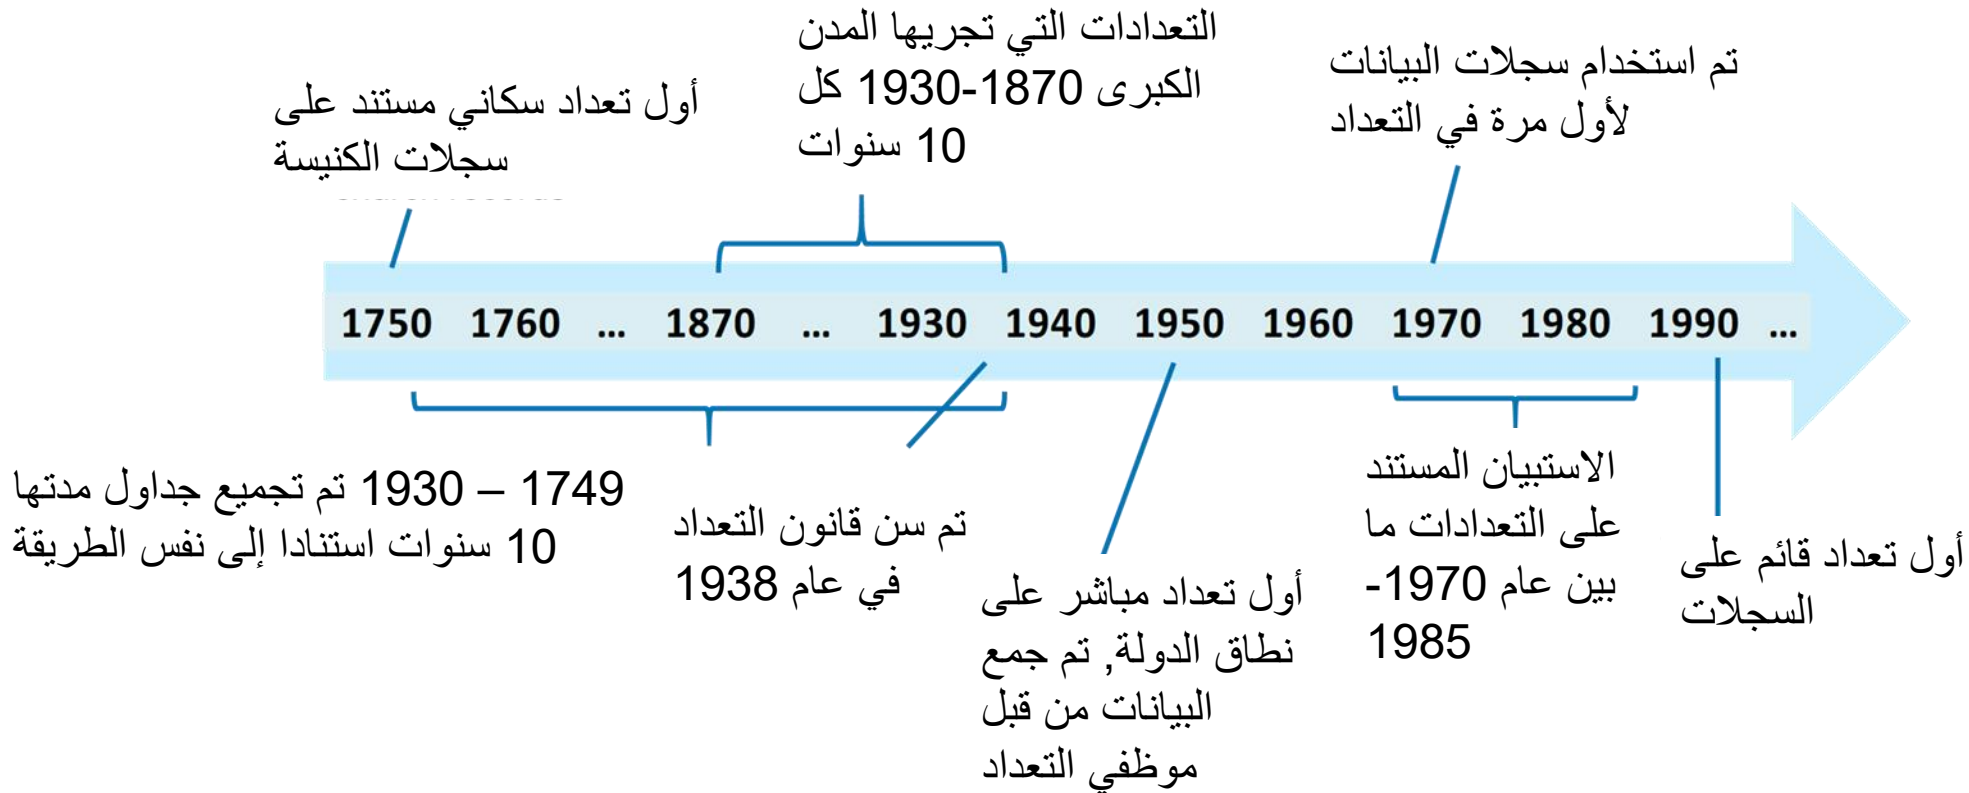 التعدادات التي تجريها المدن
الكبرى 1870-1930 كل
10 سنوات
تم استخدام سجلات البيانات
لأول مرة في التعداد
أول تعداد سكاني مستند على
سجلات الكنيسة
1750 1760 ... 1870 ... 1930 1940 1950 1960 1970 1980 1990 ...
1749 – 1930 تم تجميع جداول مدتها
10 سنوات استنادا إلى نفس الطريقة
تم سن قانون التعداد
في عام 1938
أول تعداد مباشر على
نطاق الدولة, تم جمع
البيانات من قبل
موظفي التعداد
الاستبيان المستند
على التعدادات ما
بين عام 1970-
1985
أول تعداد قائم على
السجلات